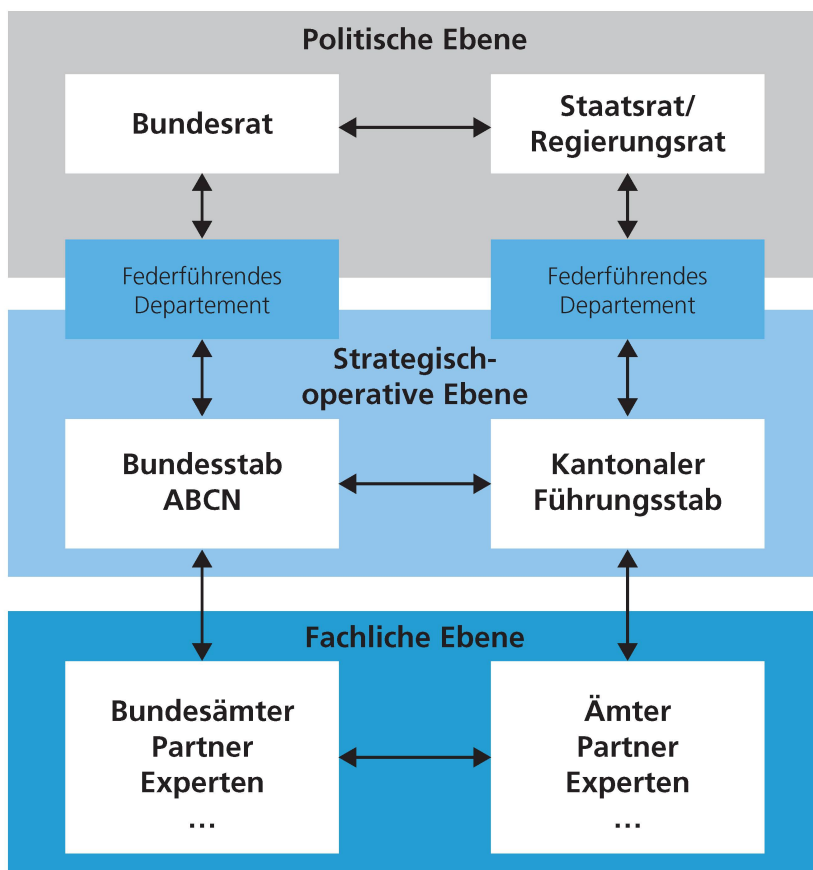 Politische Ebene
Bundesrat
Staatsrat/
Regierungsrat
Federführendes
Departement
Federführendes
Departement
Strategisch-
operative Ebene
Bundesstab
ABCN
Kantonaler
Führungsstab
Fachliche Ebene
Bundesämter
Partner
Experten
...
Ämter
Partner
Experten
...